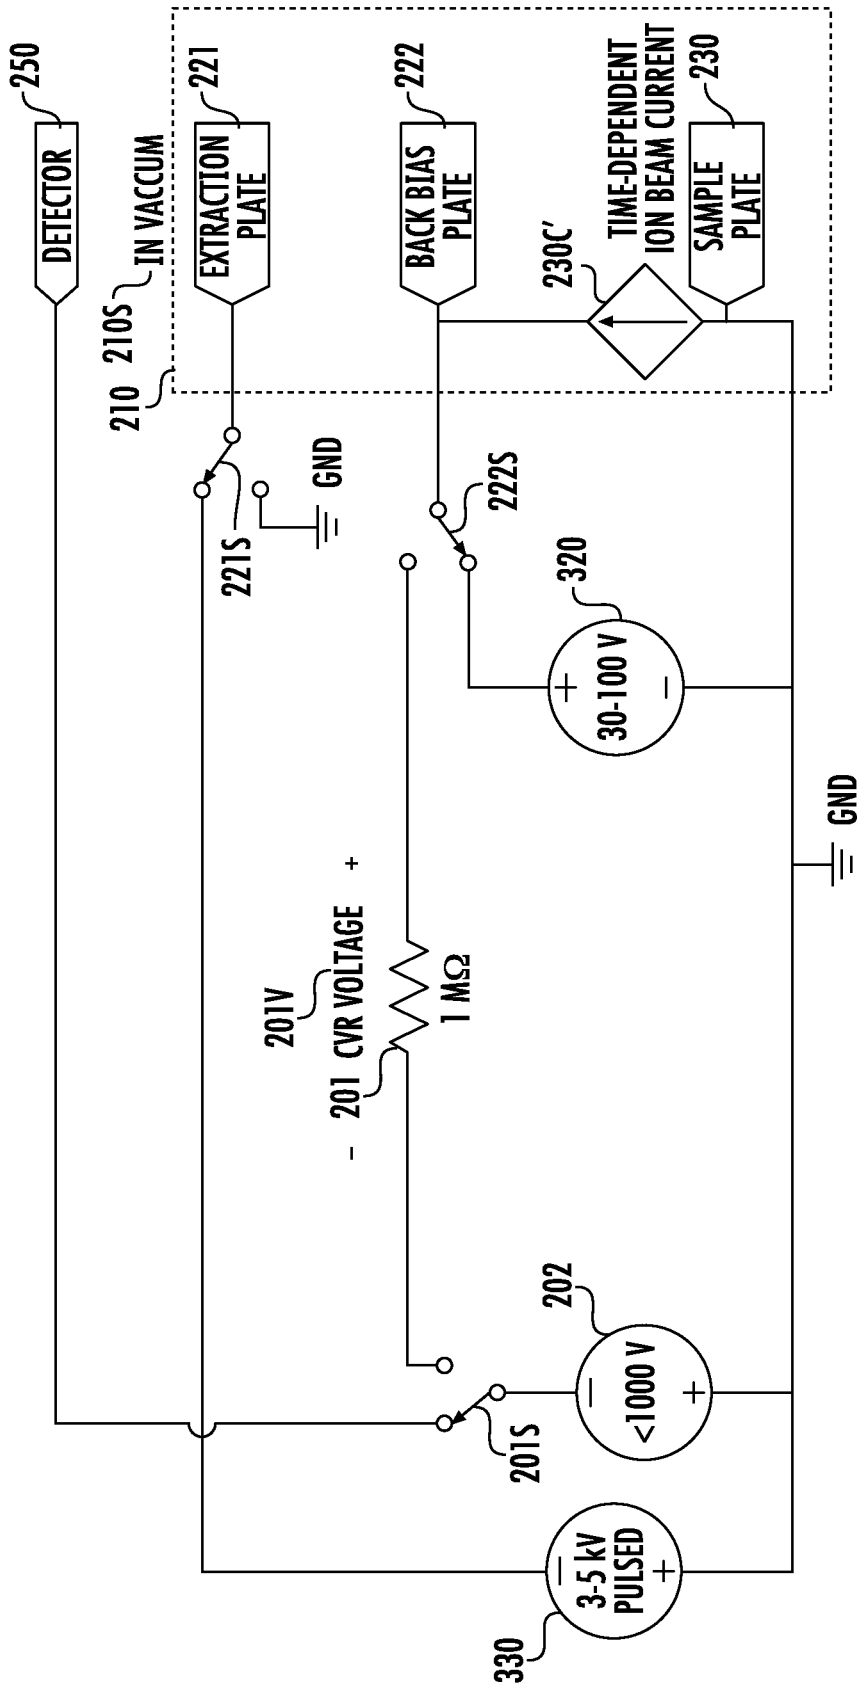 250
DETECTOR
210S
IN VACCUM
210
221
EXTRACTION
PLATE
221S
GND
222
BACK BIAS
PLATE
222S
TIME-DEPENDENT
ION BEAM CURRENT
230C'
230
SAMPLE
PLATE
320
+
30-100 V
−
201V
- 201 CVR VOLTAGE +
1 MΩ
GND
202
−
<1000 V
+
201S
330
−
3-5 kV
PULSED
+